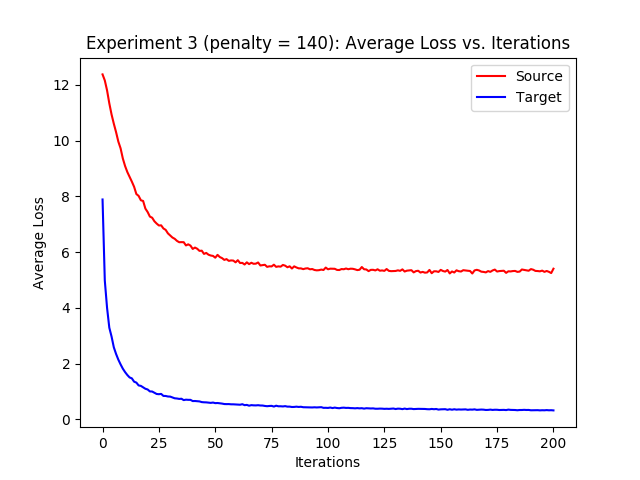 Experiment 3 (penalty = 140): Average Loss vs. Iterations
Source
Target
Average Loss
12
10
8
6
4
2
0
0 25 50 75 100 125 150 175 200
Iterations